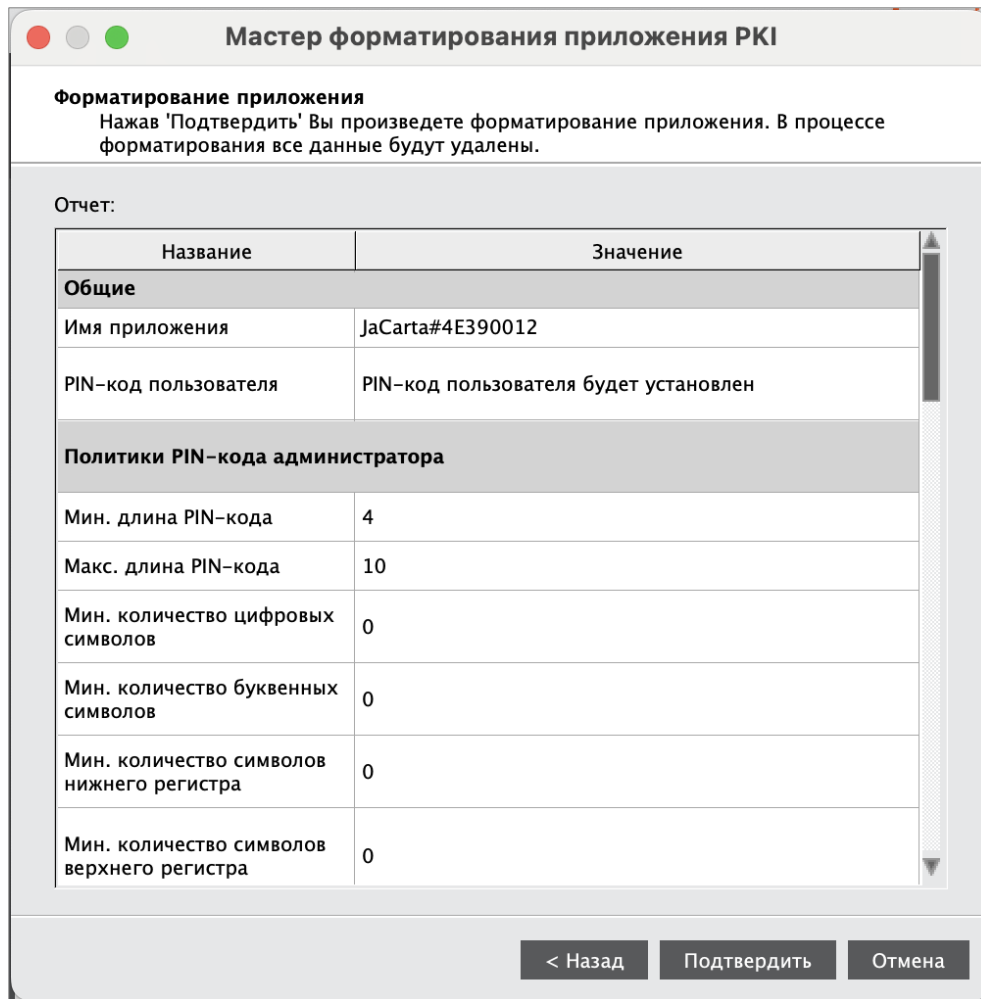 Мастер форматирования приложения PKI
Форматирование приложения
Нажав 'Подтвердить' Вы произведете форматирование приложения. В процессе
форматирования все данные будут удалены.
Отчет:
Название Значение
Общие
Имя приложения JaCarta#4E390012
PIN-код пользователя PIN-код пользователя будет установлен
Политики PIN-кода администратора
Мин. длина PIN-кода 4
Макс. длина PIN-кода 10
Мин. количество цифровых
символов 0
Мин. количество буквенных
символов 0
Мин. количество символов
нижнего регистра 0
Мин. количество символов
верхнего регистра 0
< Назад Подтвердить Отмена